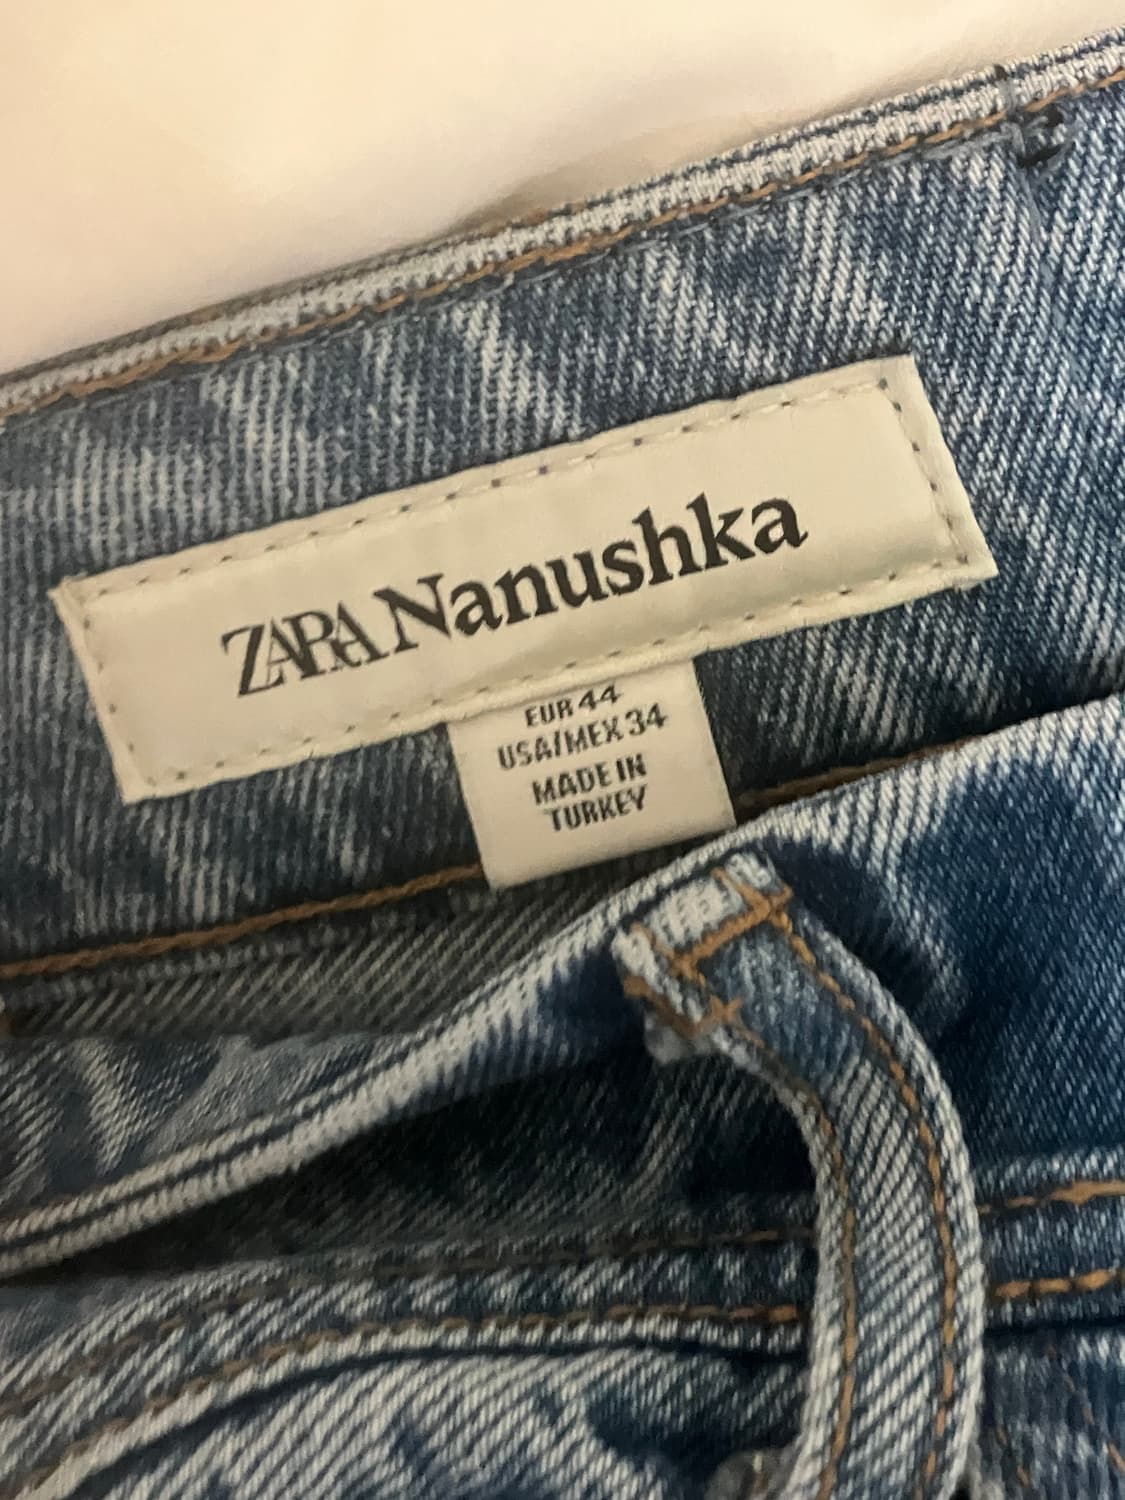 ZARA Nanushka
EUR 44
USA/MEX 34
MADE IN
TURKEY